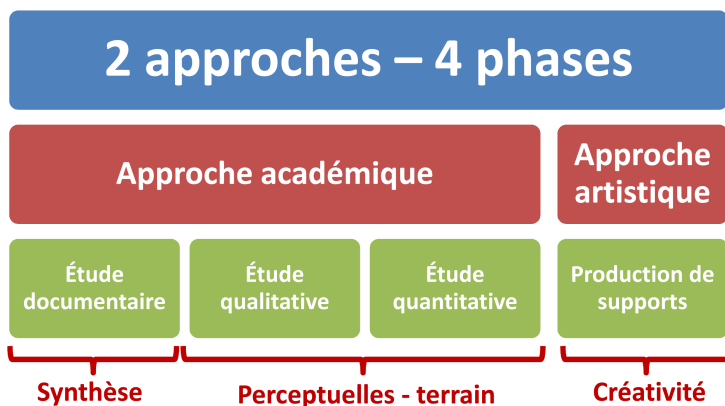 2 approches – 4 phases
Approche académique
Approche
artistique
Étude
documentaire
Étude
qualitative
Étude
quantitative
Production de
supports
Synthèse
Perceptuelles - terrain
Créativité